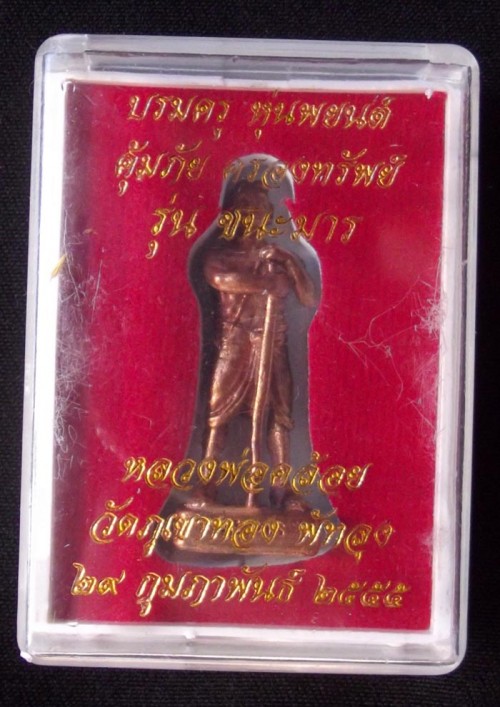 บรมครู หุ่นพยนต์
คุ้มภัย ครองทรัพย์
รุ่น ชนะมาร
หลวงพ่อคล้อย
วัดภูเขาทอง พัทลุง
๒๙ กุมภาพันธ์ ๒๕๕๕